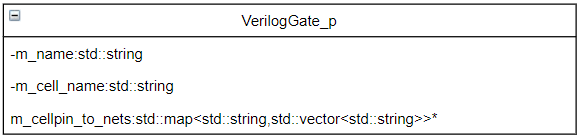 VerilogGate_p
-m_name:std::string
-m_cell_name:std::string
m_cellpin_to_nets:std::map<std::string,std::vector<std::string>>*